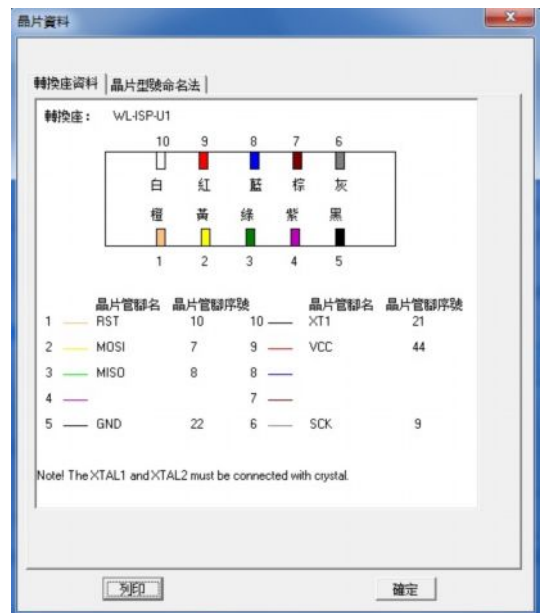 晶片資料
轉換座資料 晶片型號命名法
轉換座： WL-ISP-U1
10 9 8 7 6
白 紅 藍 棕 灰
橙 黃 綠 紫 黑
1 2 3 4 5
晶片管腳名 晶片管腳序號 晶片管腳名 晶片管腳序號
1 RST 10 10 XT1 21
2 MOSI 7 9 VCC 44
3 MISO 8 8
4 7
5 GND 22 6 SCK 9
Note! The XTAL1 and XTAL2 must be connected with crystal.
列印 確定